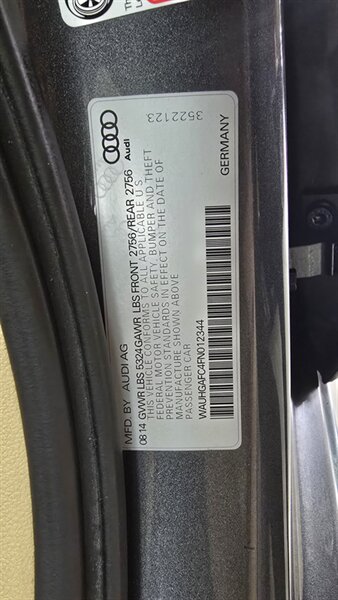 MFD. BY AUDI AG
08 14 GVWR LBS 5324 GAWR LBS FRONT 2756/REAR 2756
THIS VEHICLE CONFORMS TO ALL APPLICABLE U S
FEDERAL MOTOR VEHICLE SAFETY, BUMPER AND THEFT
PREVENTION STANDARDS IN EFFECT ON THE DATE OF
MANUFACTURE SHOWN ABOVE
PASSENGER CAR
WAUHGAFC4FN012344
Audi
3522123
GERMANY